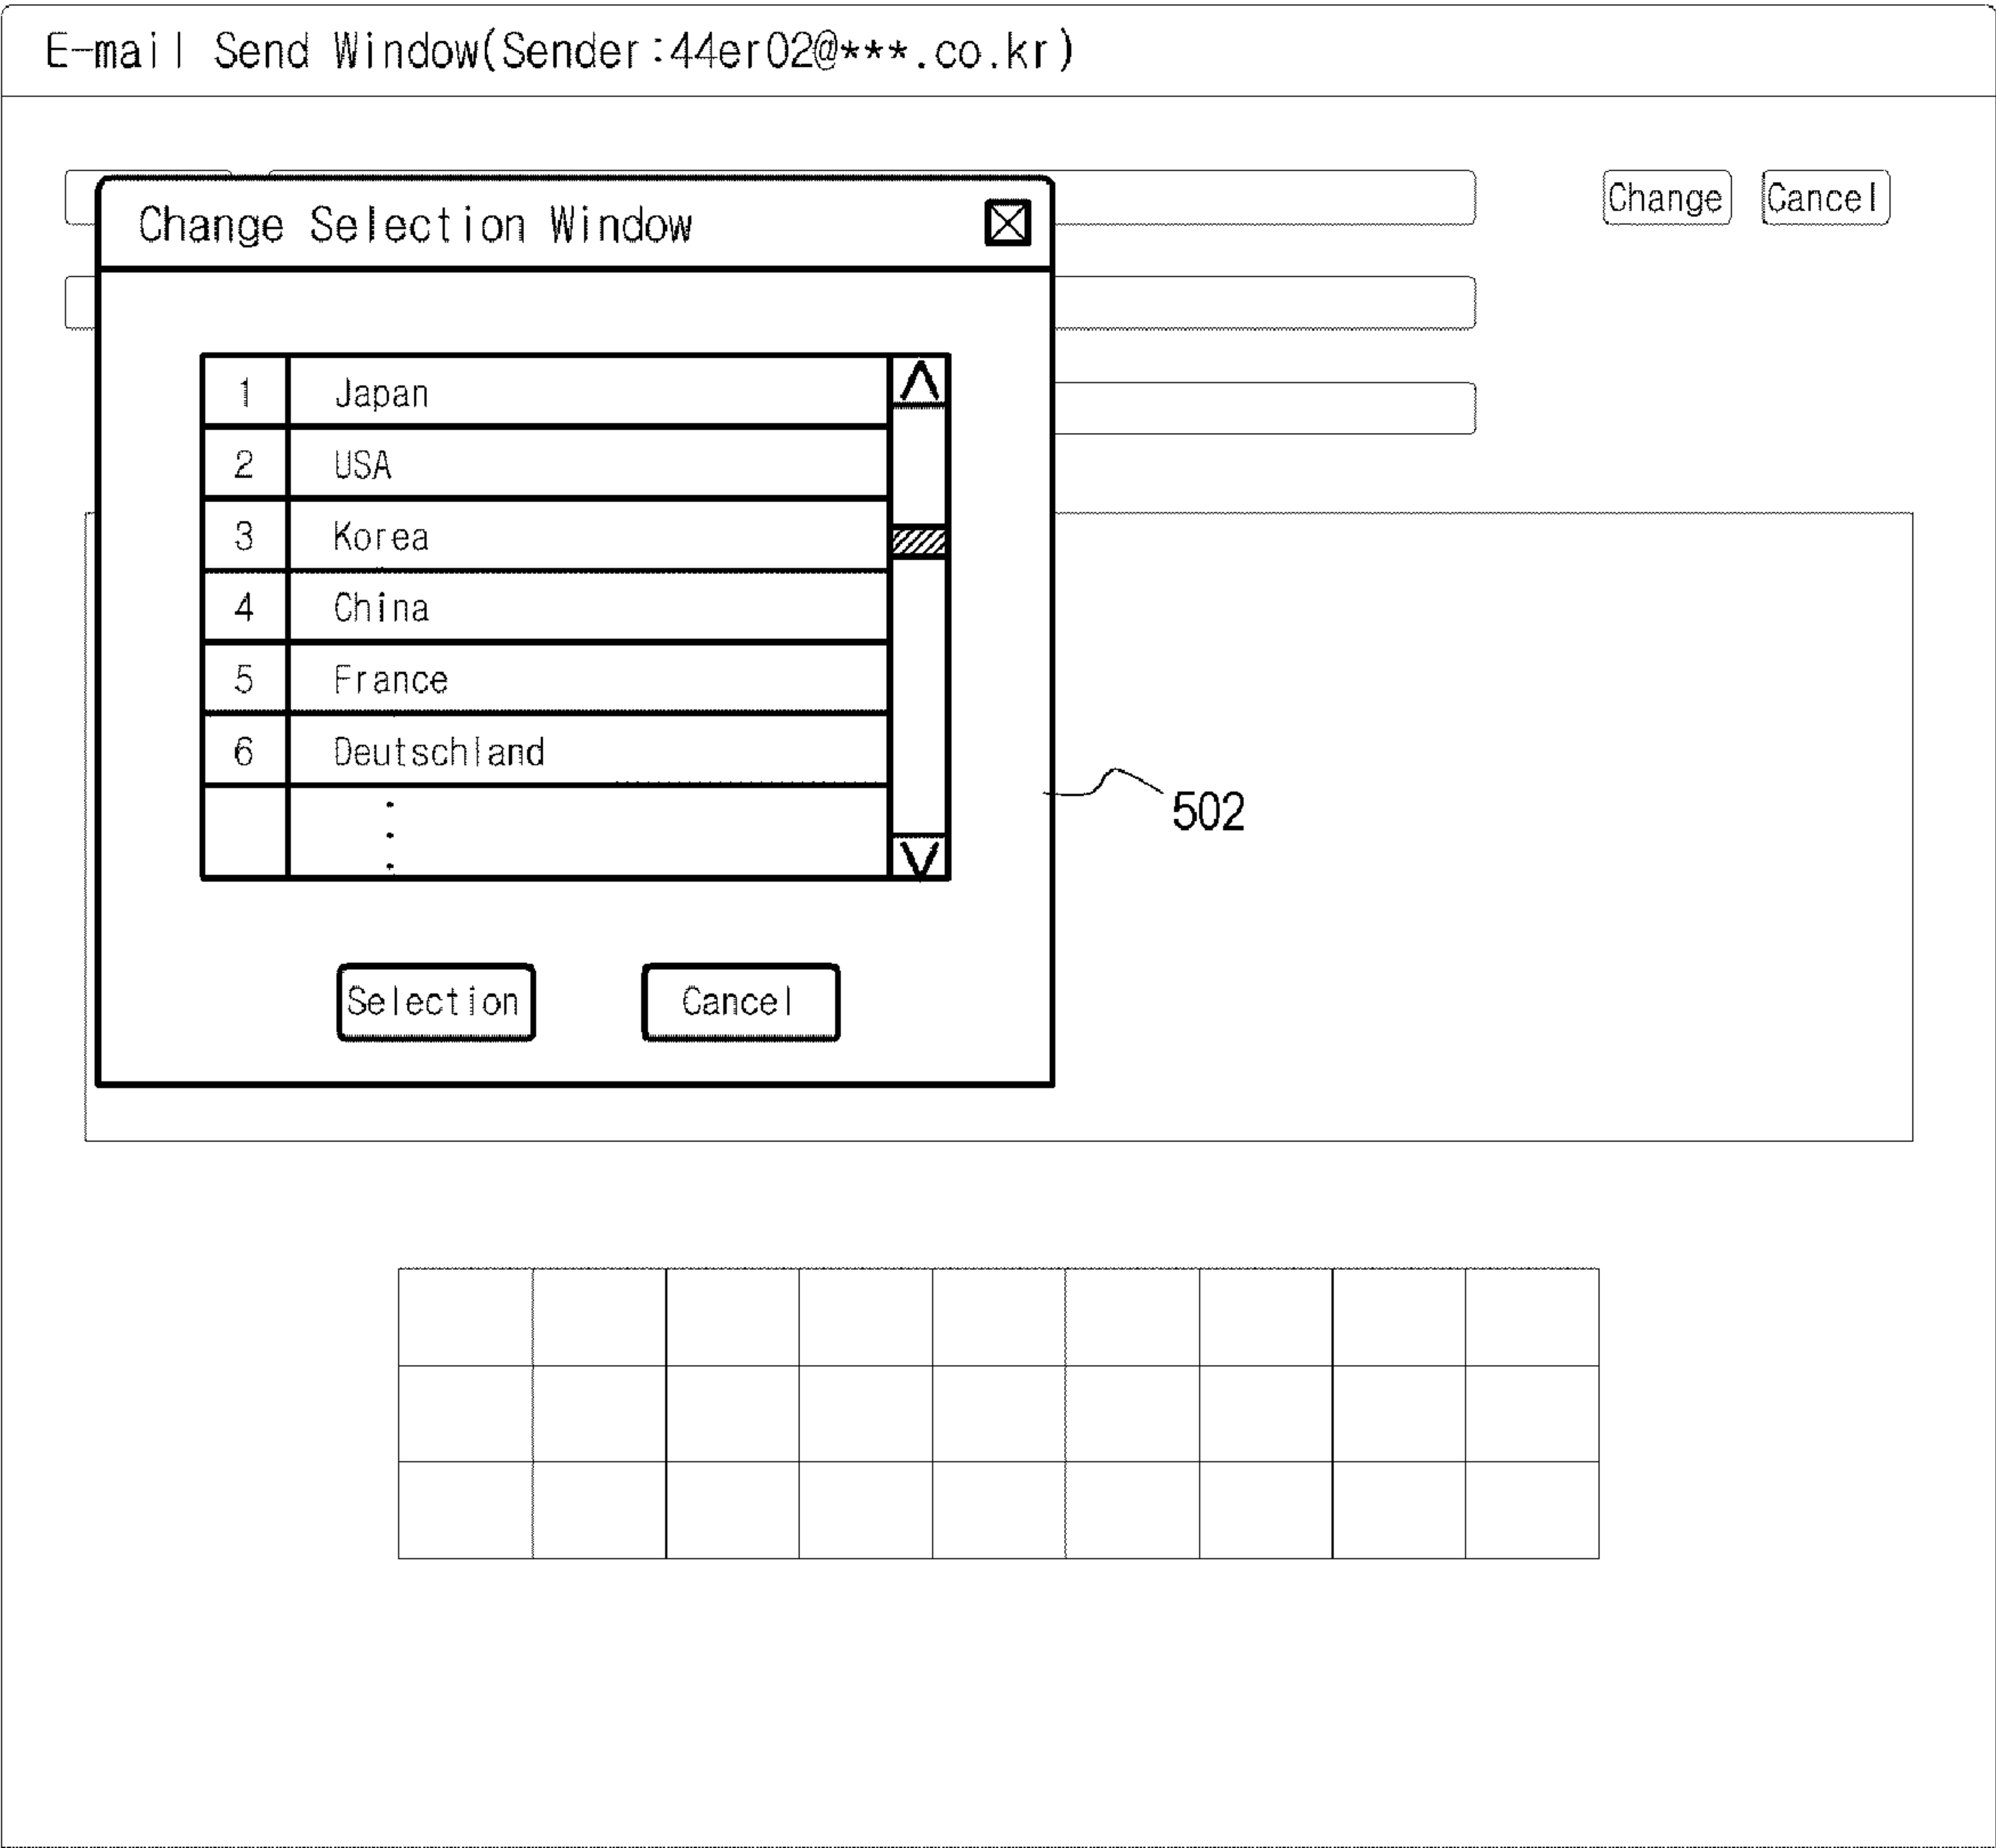 E-mail Send Window(Sender:44er02@***.co.kr)
Change Cancel
Change Selection Window
1 Japan
2 USA
3 Korea
4 China
5 France
6 Deutschland
502
Selection Cancel